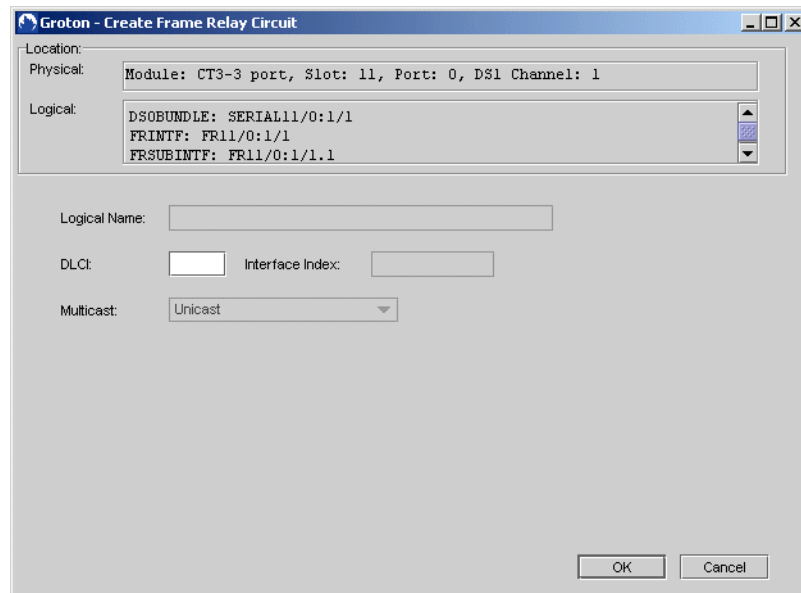 Groton - Create Frame Relay Circuit
Location:
Physical: Module: CT3-3 port, Slot: 11, Port: 0, DS1 Channel: 1
Logical: DS0BUNDLE: SERIAL11/0:1/1
FRINTF: FR11/0:1/1
FRSUBINTF: FR11/0:1/1.1
Logical Name:
DLCI: Interface Index:
Multicast: Unicast
OK Cancel